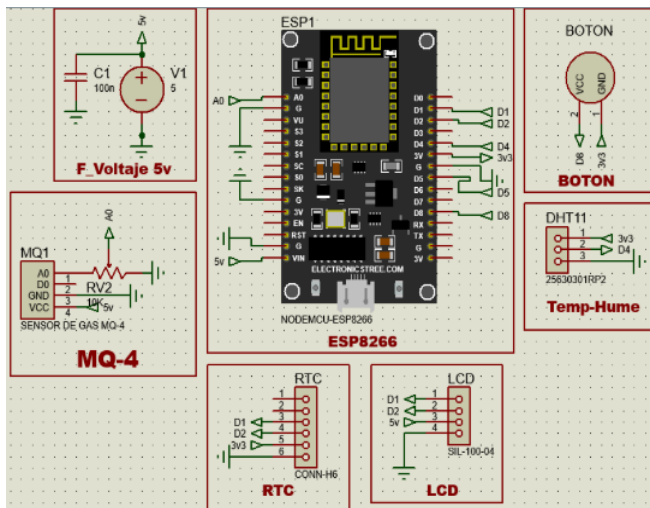 5v
C1
100n
V1
5
F_Voltaje 5v
ESP1
A0
A0
G
VU
S3
S2
S1
SC
S0
SK
G
3V
EN
RST
G
VIN
5v
D0
D1
D2
D3
D4
3V
G
D5
D6
D7
D8
RX
TX
G
3V
D1
D2
D4
3v3
D5
D8
ELECTRONICSTREE.COM
NODEMCU-ESP8266
ESP8266
BOTON
VCC
GND
2
1
D8
3v3
BOTON
MQ1
A0
A0
D0
GND
VCC
1
2
3
4
RV2
10K
5v
SENSOR DE GAS MQ-4
MQ-4
DHT11
1
2
3
3v3
D4
25630301RP2
Temp-Hume
RTC
1
2
3
4
5
6
D1
D2
3v3
CONN-H6
RTC
LCD
D1
D2
5v
1
2
3
4
SIL-100-04
LCD